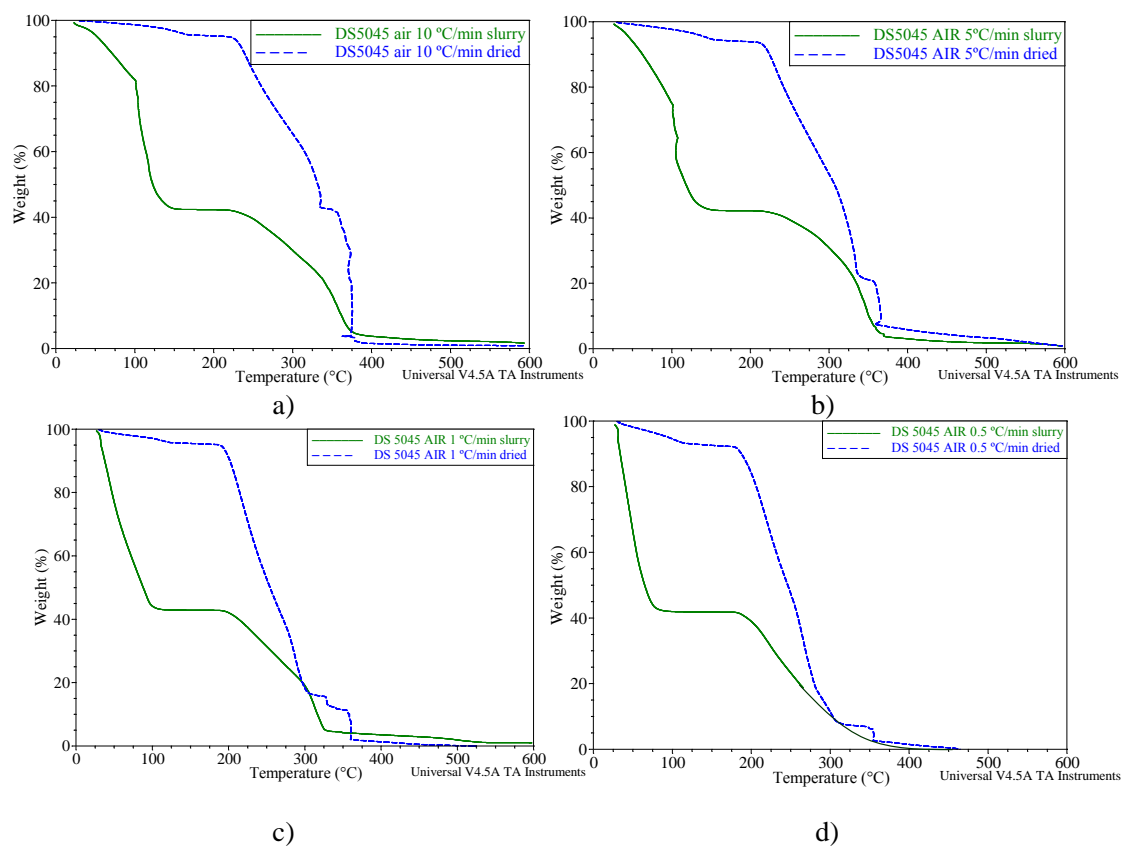 100
80
60
40
20
0
Weight (%)
DS5045 air 10 ºC/min slurry
DS5045 air 10 ºC/min dried
0 100 200 300 400 500 600
Temperature (°C)
Universal V4.5A TA Instruments
a)
100
80
60
40
20
0
Weight (%)
DS5045 AIR 5ºC/min slurry
DS5045 AIR 5ºC/min dried
0 100 200 300 400 500 600
Temperature (°C)
Universal V4.5A TA Instruments
b)
100
80
60
40
20
0
Weight (%)
DS 5045 AIR 1 ºC/min slurry
DS 5045 AIR 1 ºC/min dried
0 100 200 300 400 500 600
Temperature (°C)
Universal V4.5A TA Instruments
c)
100
80
60
40
20
0
Weight (%)
DS 5045 AIR 0.5 ºC/min slurry
DS 5045 AIR 0.5 ºC/min dried
0 100 200 300 400 500 600
Temperature (°C)
Universal V4.5A TA Instruments
d)